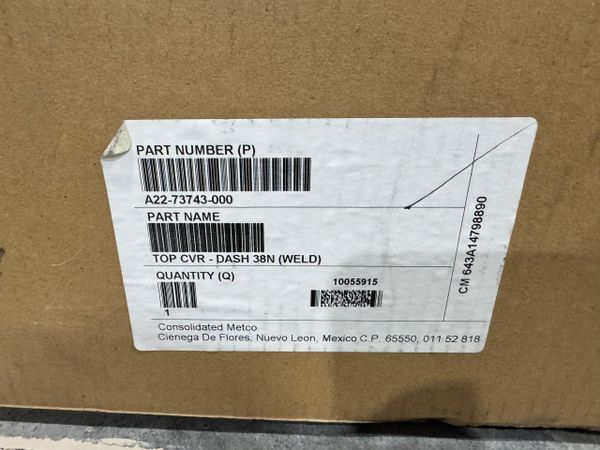 PART NUMBER (P)
A22-73743-000
PART NAME
TOP CVR - DASH 38N (WELD)
QUANTITY (Q)
1
10055915
CM 643A14798890
Consolidated Metco
Cienega De Flores, Nuevo Leon, Mexico C.P. 65550, 011 52 818